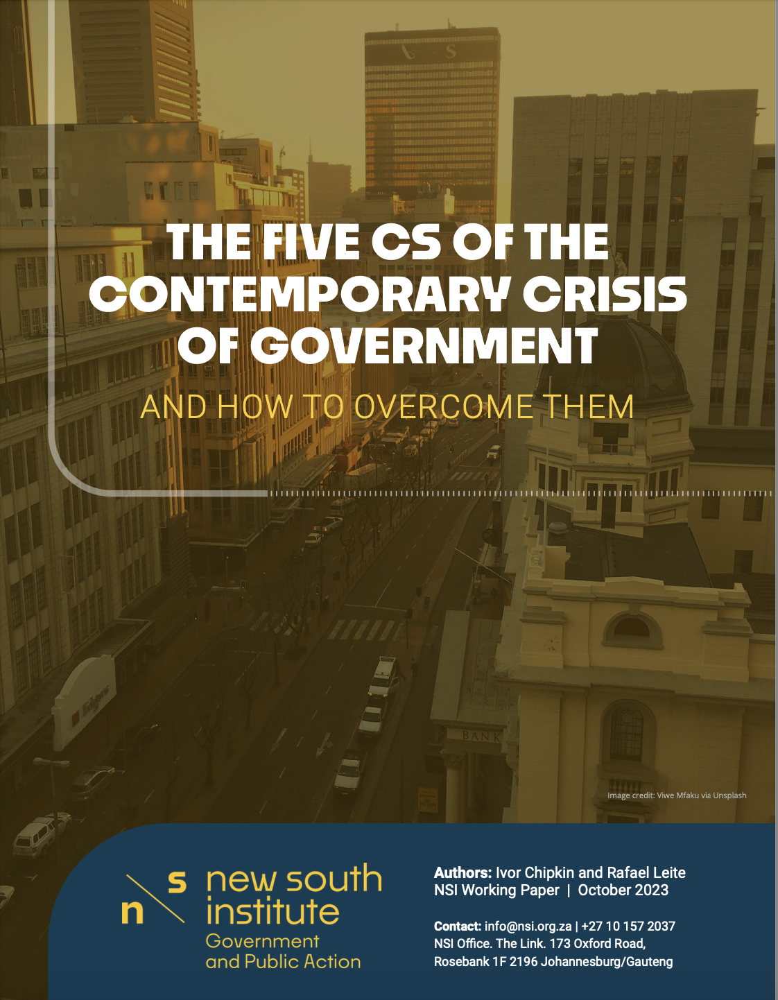 THE FIVE CS OF THE
CONTEMPORARY CRISIS
OF GOVERNMENT
AND HOW TO OVERCOME THEM
BANK
Image credit: Viwe Mfaku via Unsplash
n s
new south
institute
Government
and Public Action
Authors: Ivor Chipkin and Rafael Leite
NSI Working Paper | October 2023
Contact: info@nsi.org.za | +27 10 157 2037
NSI Office. The Link. 173 Oxford Road,
Rosebank 1F 2196 Johannesburg/Gauteng